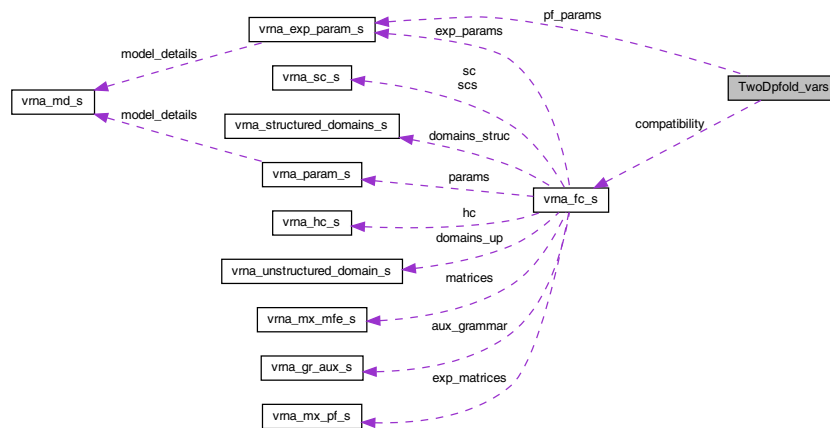 pf_params
vrna_exp_param_s
exp_params
model_details
sc
scs
vrna_sc_s
TwoDpfold_vars
vrna_md_s
model_details
vrna_structured_domains_s
domains_struc
compatibility
vrna_param_s
params
vrna_fc_s
hc
vrna_hc_s
domains_up
vrna_unstructured_domain_s
matrices
vrna_mx_mfe_s
aux_grammar
vrna_gr_aux_s
exp_matrices
vrna_mx_pf_s